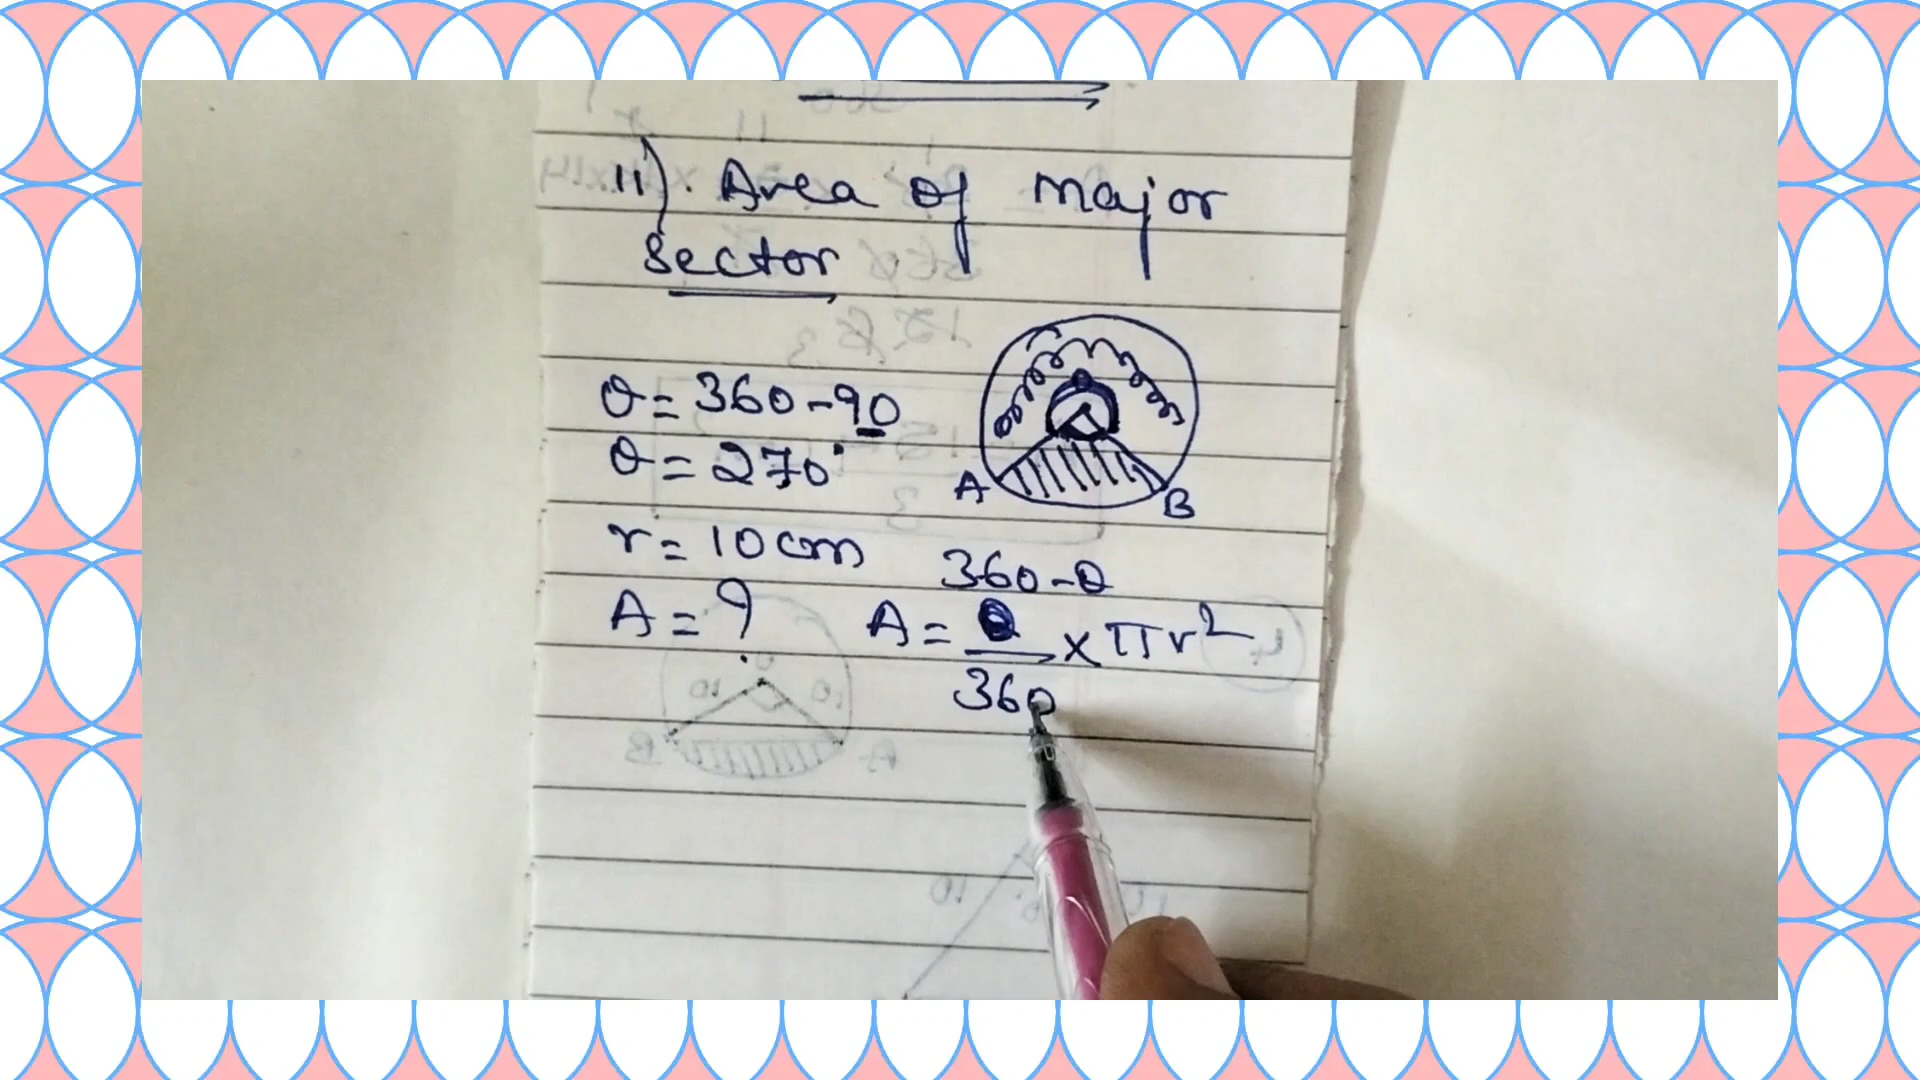 11). Area of major
sector
θ = 360 - 90
θ = 270°
A
B
r = 10 cm
360 - θ
A = ?
A = θ/360 × πr²